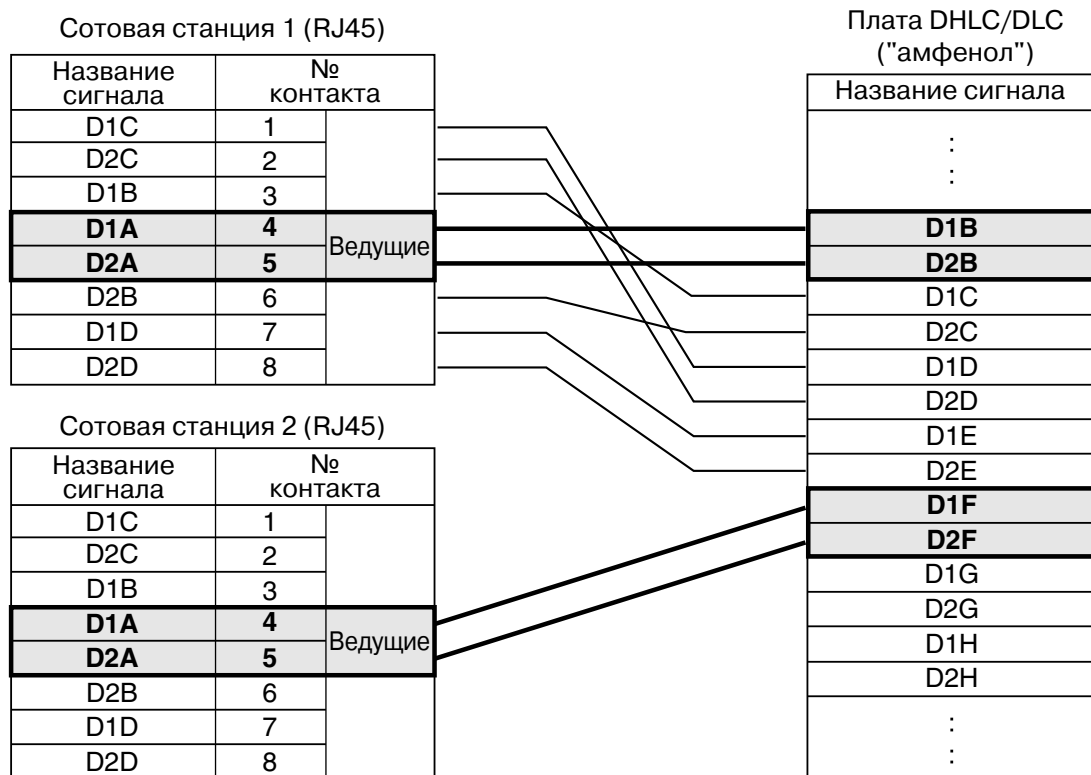 Сотовая станция 1 (RJ45)
Название сигнала	№ контакта
D1C	1
D2C	2
D1B	3
D1A	4	Ведущие
D2A	5
D2B	6
D1D	7
D2D	8
Сотовая станция 2 (RJ45)
Название сигнала	№ контакта
D1C	1
D2C	2
D1B	3
D1A	4	Ведущие
D2A	5
D2B	6
D1D	7
D2D	8
Плата DHLC/DLC
("амфенол")
Название сигнала
:
:
D1B
D2B
D1C
D2C
D1D
D2D
D1E
D2E
D1F
D2F
D1G
D2G
D1H
D2H
:
: